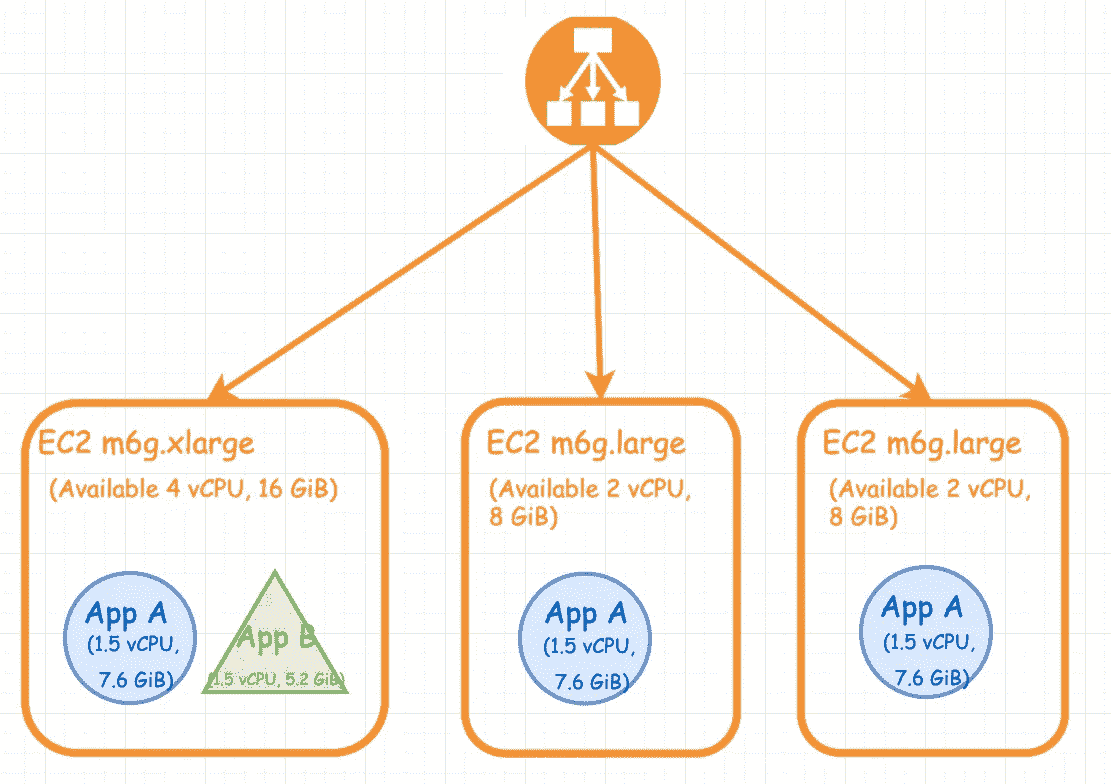 EC2 m6g.xlarge
(Available 4 vCPU, 16 GiB)
App A
(1.5 vCPU,
7.6 GiB)
App B
(1.5 vCPU, 5.2 GiB)
EC2 m6g.large
(Available 2 vCPU,
8 GiB)
App A
(1.5 vCPU,
7.6 GiB)
EC2 m6g.large
(Available 2 vCPU,
8 GiB)
App A
(1.5 vCPU,
7.6 GiB)